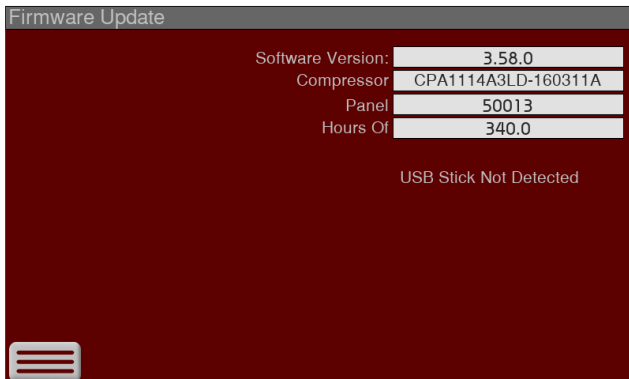 Firmware Update
Software Version: 3.58.0
Compressor CPA1114A3LD-160311A
Panel 50013
Hours Of 340.0
USB Stick Not Detected